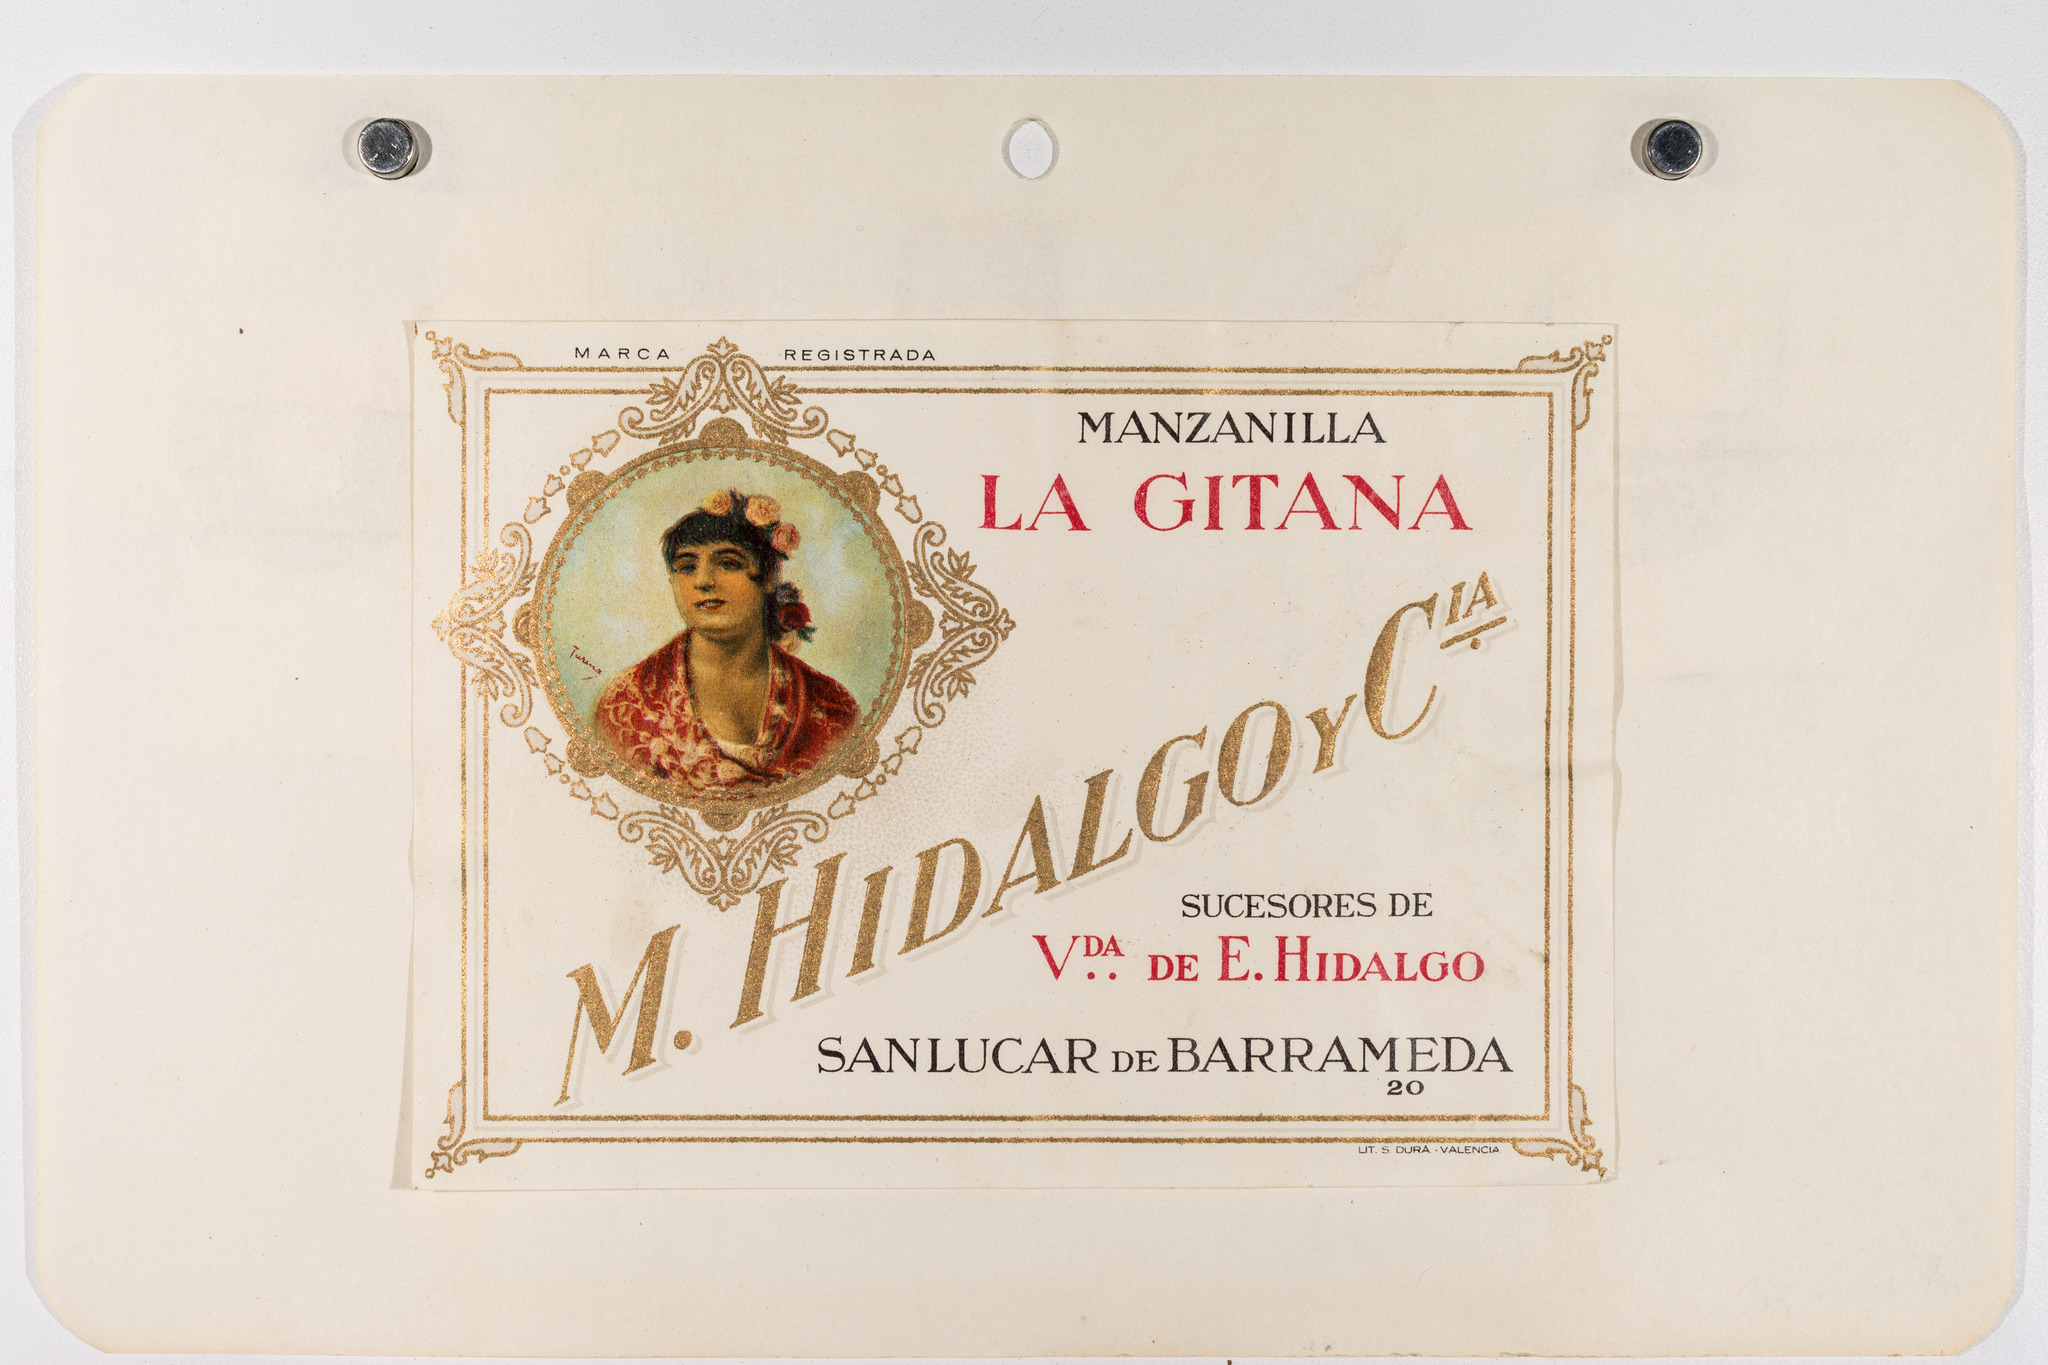 MARCA REGISTRADA
MANZANILLA
LA GITANA
M. HIDALGO Y CIA
SUCESORES DE
VDA.. DE E. HIDALGO
SANLUCAR DE BARRAMEDA
20
LIT. S. DURÁ.-VALENCIA